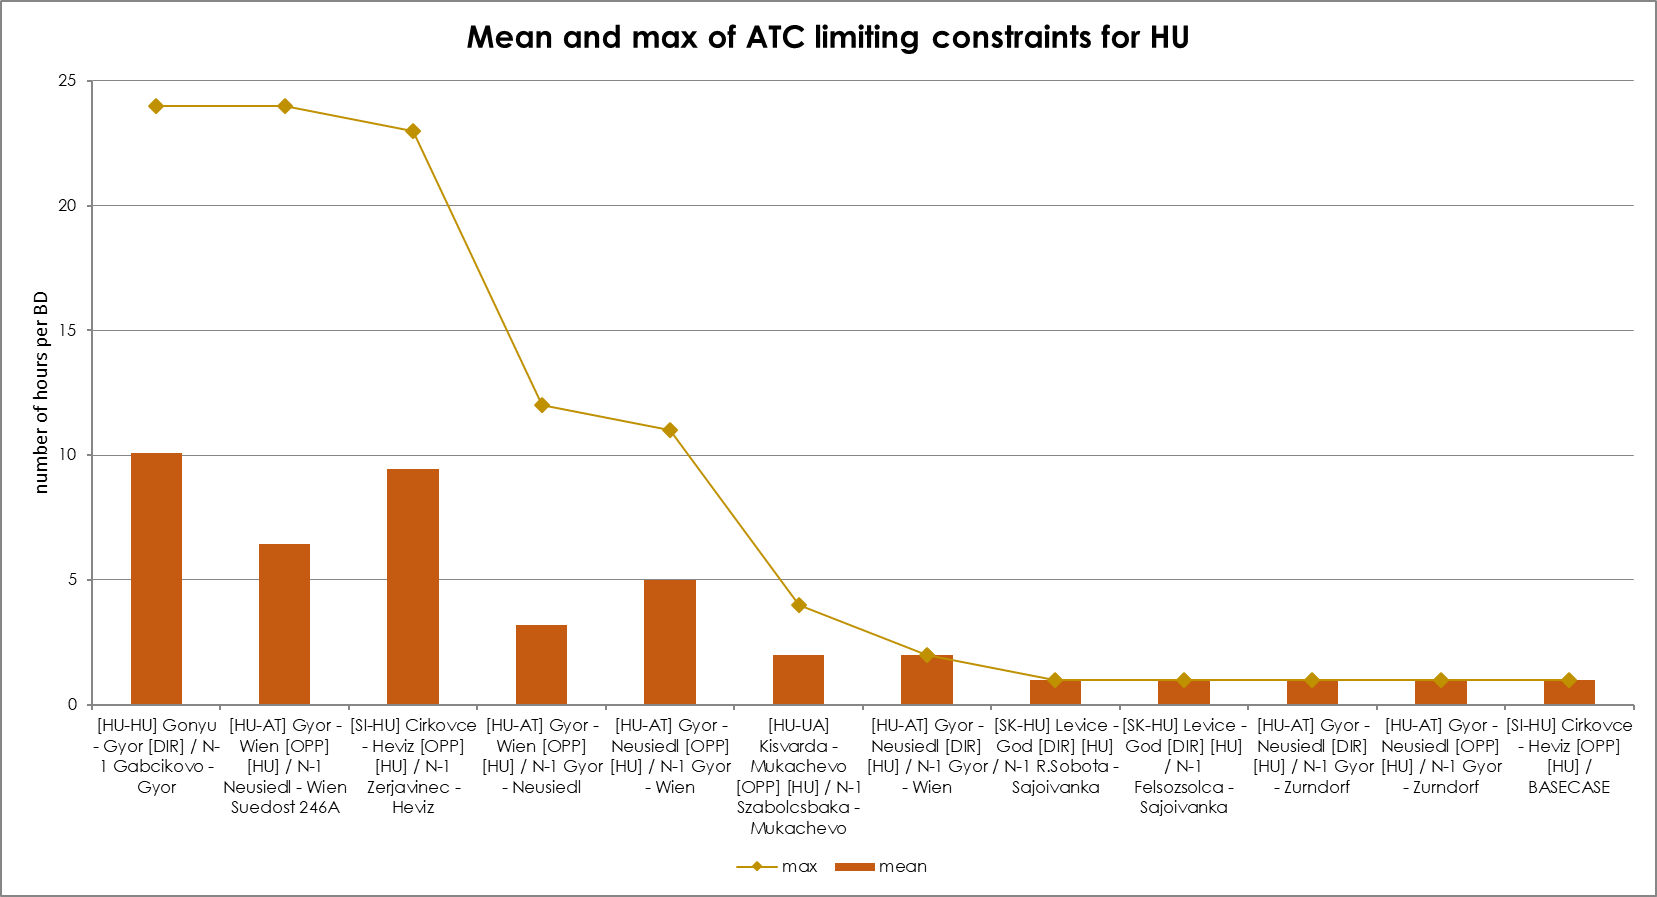 Mean and max of ATC limiting constraints for HU
number of hours per BD
25
20
15
10
5
0
[HU-HU] Gonyu
- Gyor [DIR] / N-
1 Gabcikovo -
Gyor
[HU-AT] Gyor -
Wien [OPP]
[HU] / N-1
Neusiedl - Wien
Suedost 246A
[SI-HU] Cirkovce
- Heviz [OPP]
[HU] / N-1
Zerjavinec -
Heviz
[HU-AT] Gyor -
Wien [OPP]
[HU] / N-1 Gyor
- Neusiedl
[HU-AT] Gyor -
Neusiedl [OPP]
[HU] / N-1 Gyor
- Wien
[HU-UA]
Kisvarda -
Mukachevo
[OPP] [HU] / N-1
Szabolcsbaka -
Mukachevo
[HU-AT] Gyor -
Neusiedl [DIR]
[HU] / N-1 Gyor
- Wien
[SK-HU] Levice -
God [DIR] [HU]
/ N-1 R.Sobota -
Sajoivanka
[SK-HU] Levice -
God [DIR] [HU]
/ N-1
Felsozsolca -
Sajoivanka
[HU-AT] Gyor -
Neusiedl [DIR]
[HU] / N-1 Gyor
- Zurndorf
[HU-AT] Gyor -
Neusiedl [OPP]
[HU] / N-1 Gyor
- Zurndorf
[SI-HU] Cirkovce
- Heviz [OPP]
[HU] /
BASECASE
max
mean